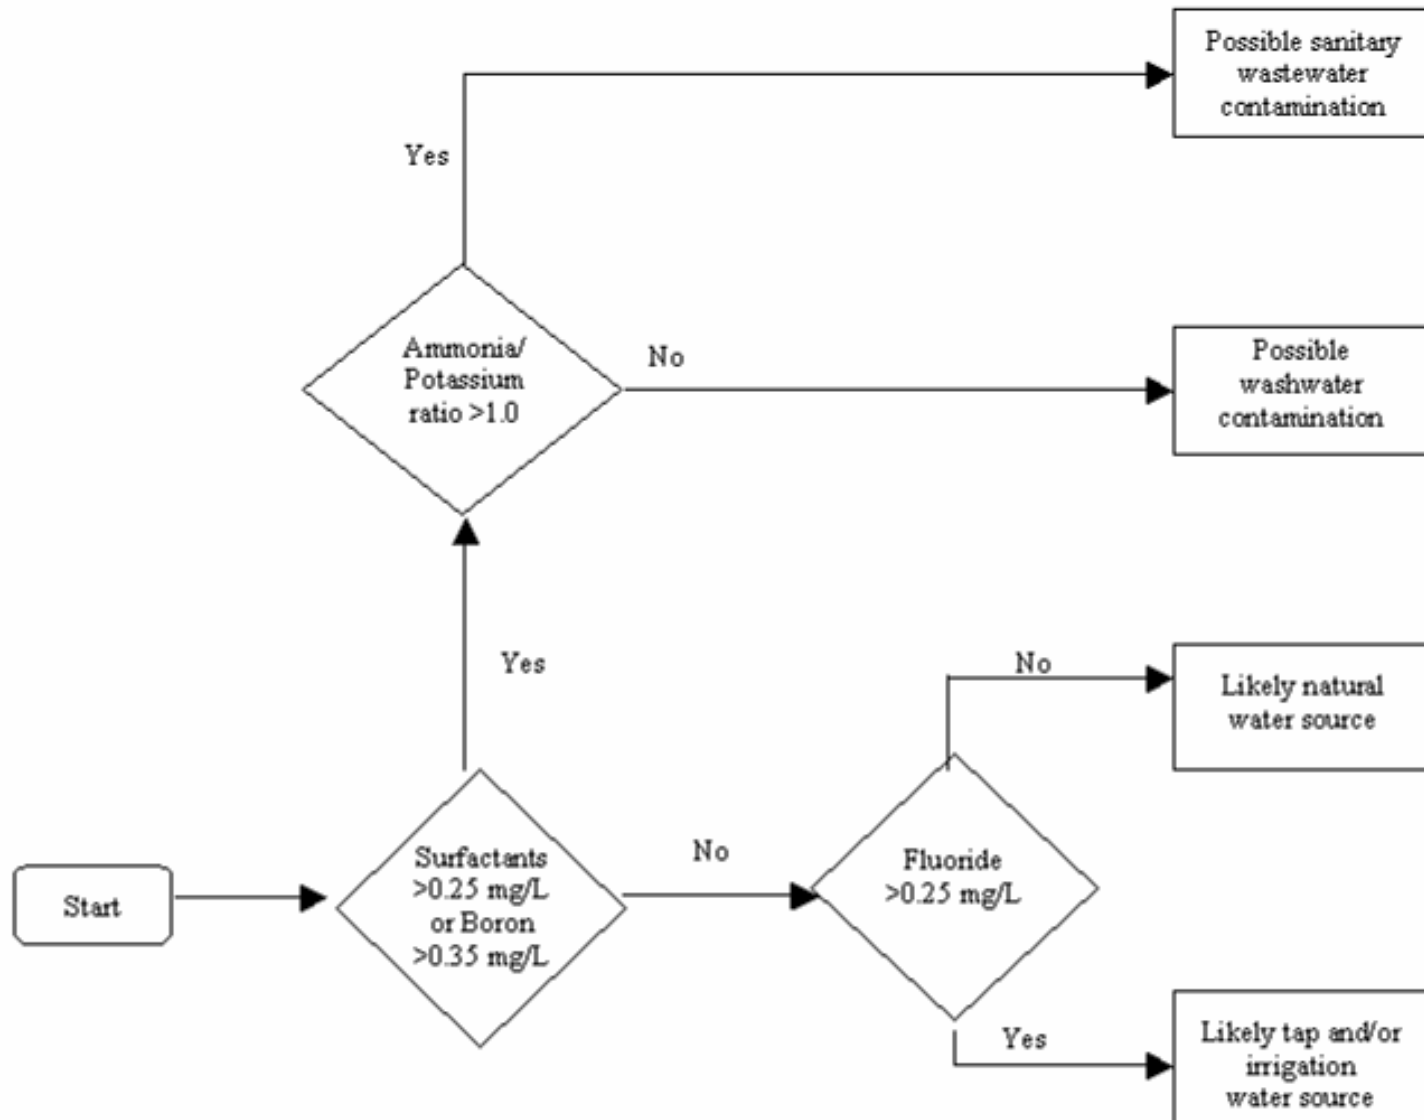 Possible sanitary
wastewater
contamination
Yes
Ammonia/
Potassium
ratio >1.0
No
Possible
washwater
contamination
Yes
No
Likely natural
water source
Start
Surfactants
>0.25 mg/L
or Boron
>0.35 mg/L
No
Fluoride
>0.25 mg/L
Yes
Likely tap and/or
irrigation
water source